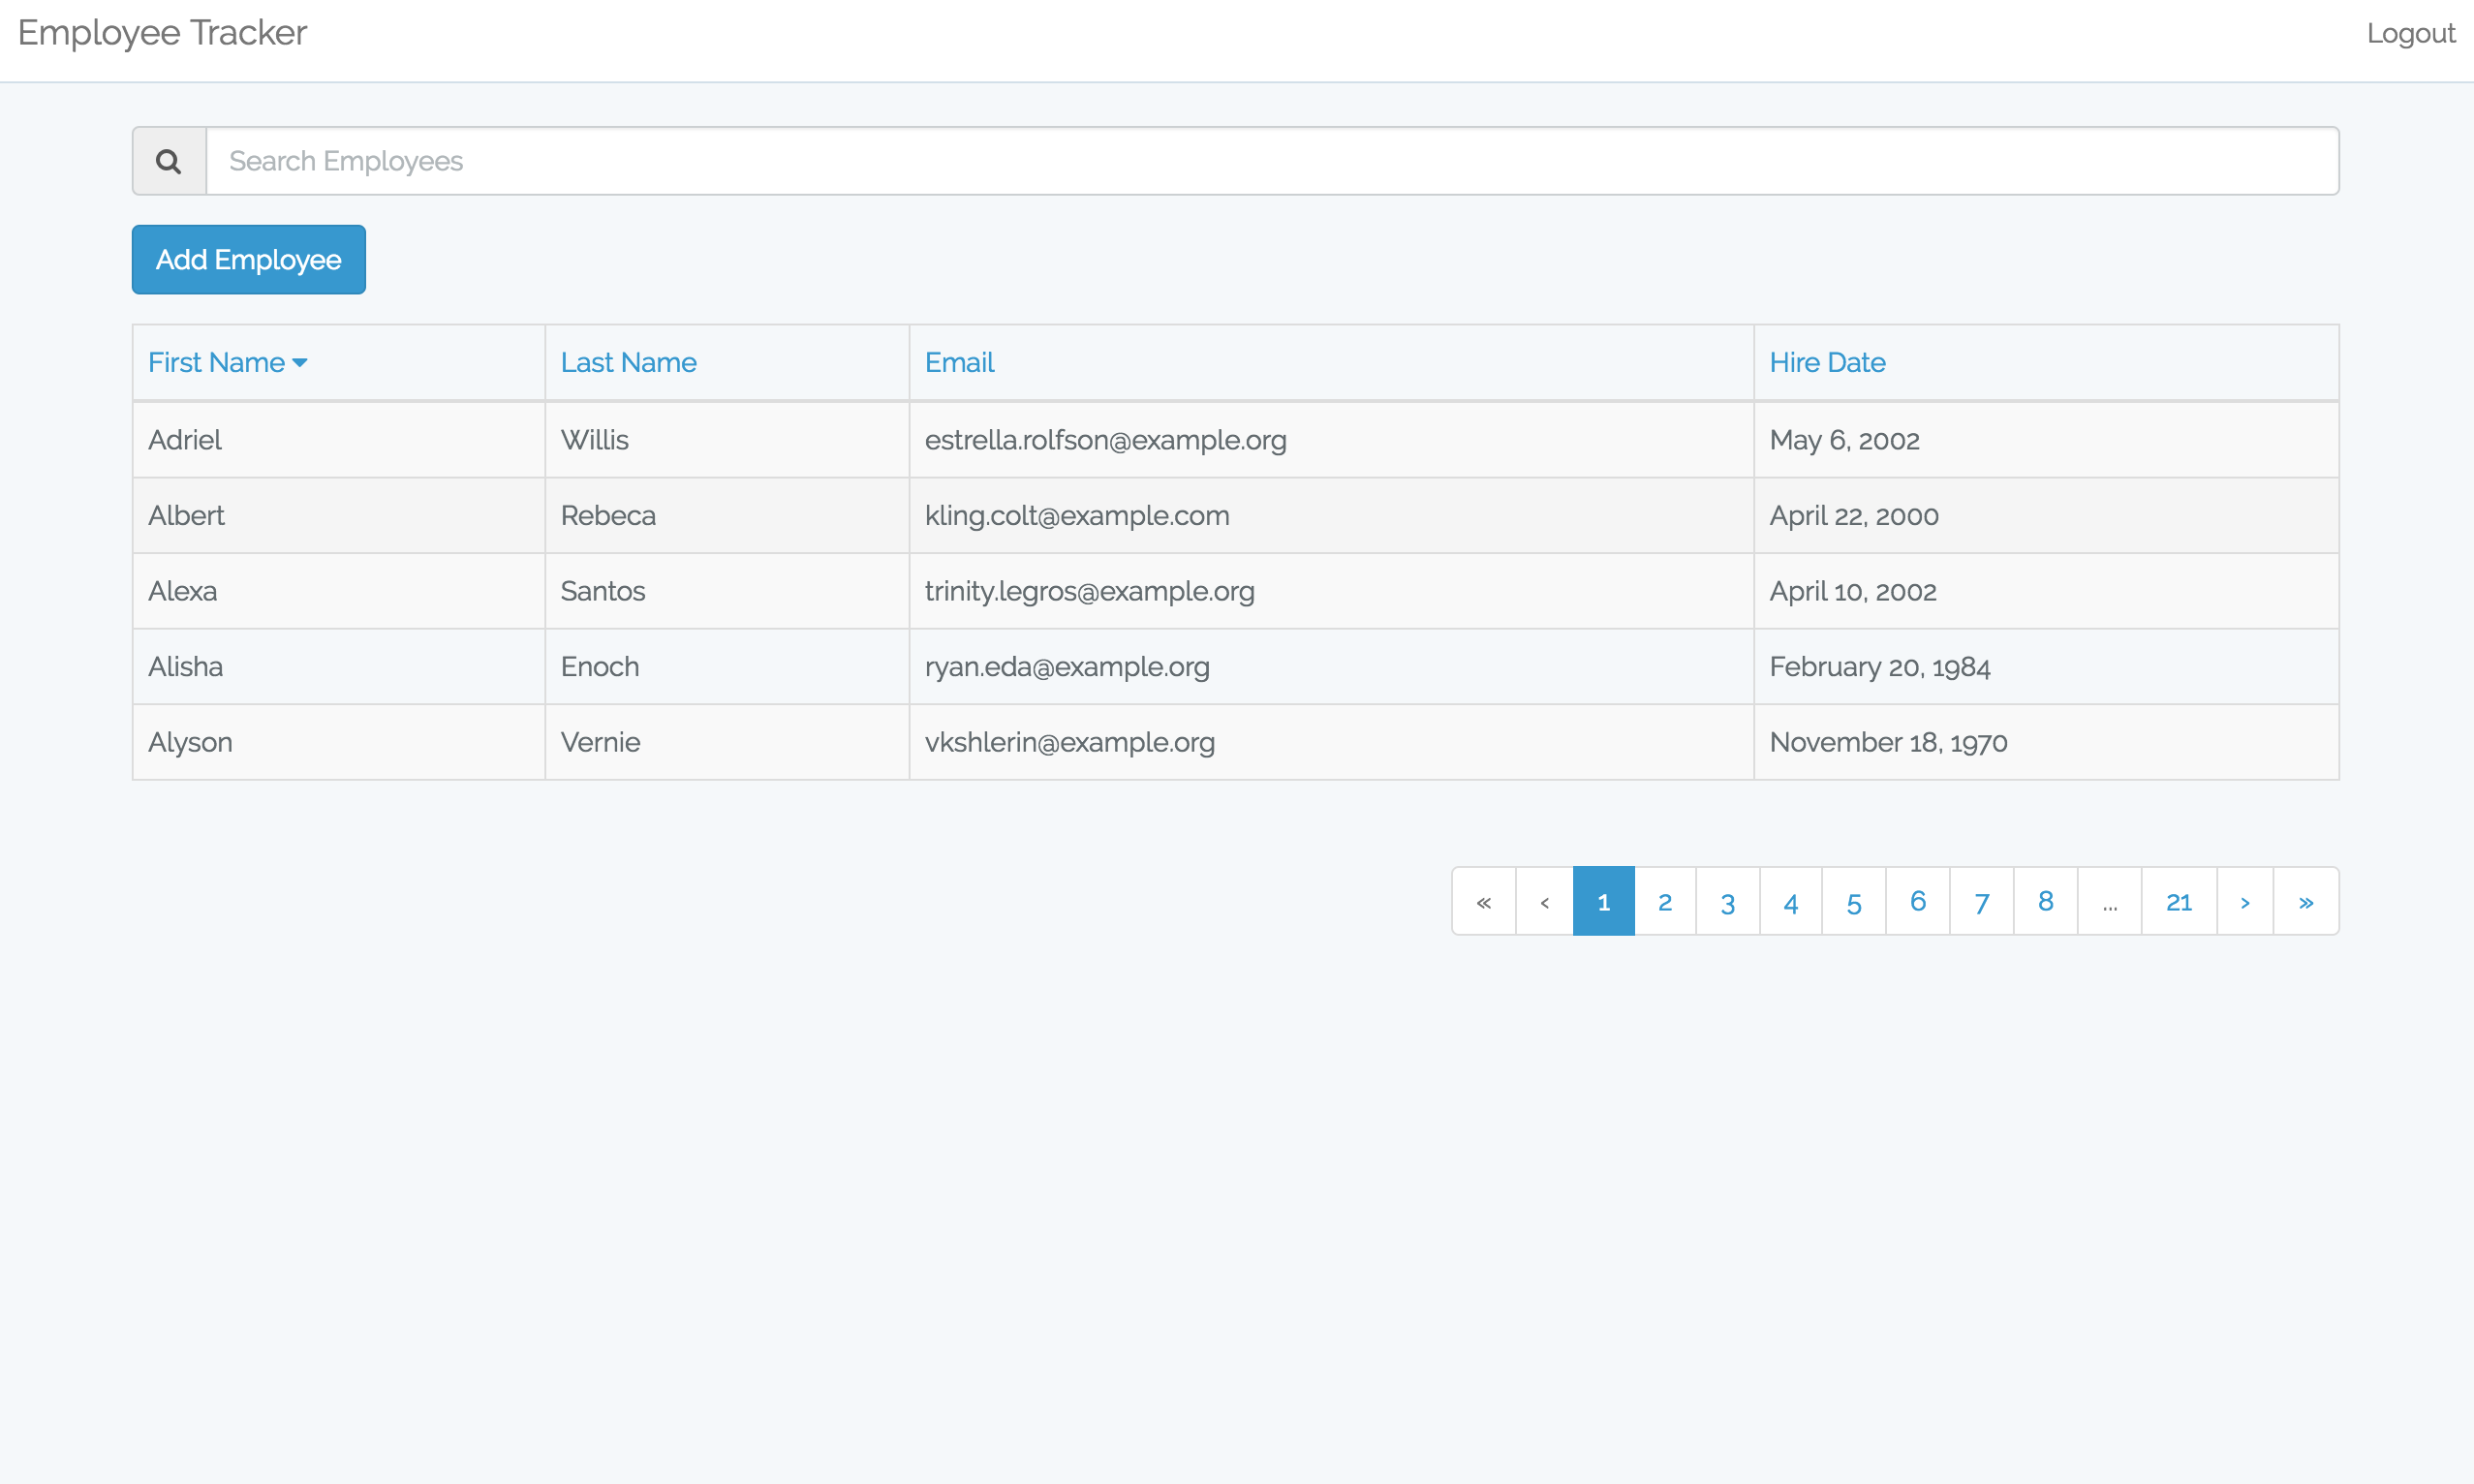 Employee Tracker Logout
Search Employees
Add Employee
First Name Last Name Email Hire Date
Adriel Willis estrella.rolfson@example.org May 6, 2002
Albert Rebeca kling.colt@example.com April 22, 2000
Alexa Santos trinity.legros@example.org April 10, 2002
Alisha Enoch ryan.eda@example.org February 20, 1984
Alyson Vernie vkshlerin@example.org November 18, 1970
« ‹ 1 2 3 4 5 6 7 8 ... 21 › »